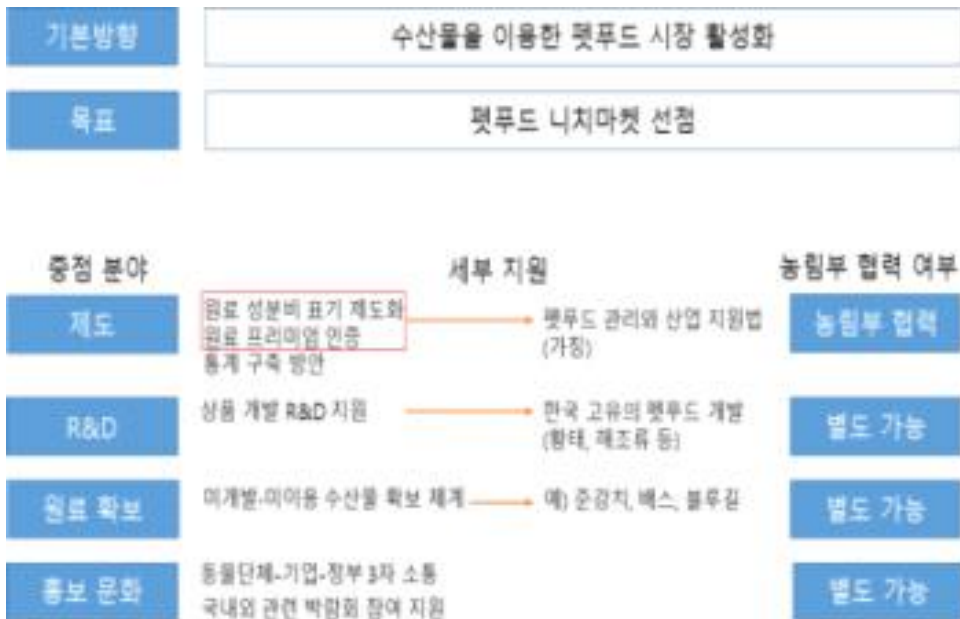 기본방향
수산물을 이용한 펫푸드 시장 활성화
목표
펫푸드 니치마켓 선점
중점 분야
세부 지원
농림부 협력 여부
제도
원료 성분비 표기 제도화
원료 프리미엄 인증
통계 구축 방안
펫푸드 관리와 산업 지원법
(가칭)
농림부 협력
R&D
상품 개발 R&D 지원
한국 고유의 펫푸드 개발
(황태, 해조류 등)
별도 가능
원료 확보
미개발-미이용 수산물 확보 체계
예) 준강치, 배스, 블루길
별도 가능
홍보 문화
동물단체-기업-정부 3자 소통
국내외 관련 박람회 참여 지원
별도 가능